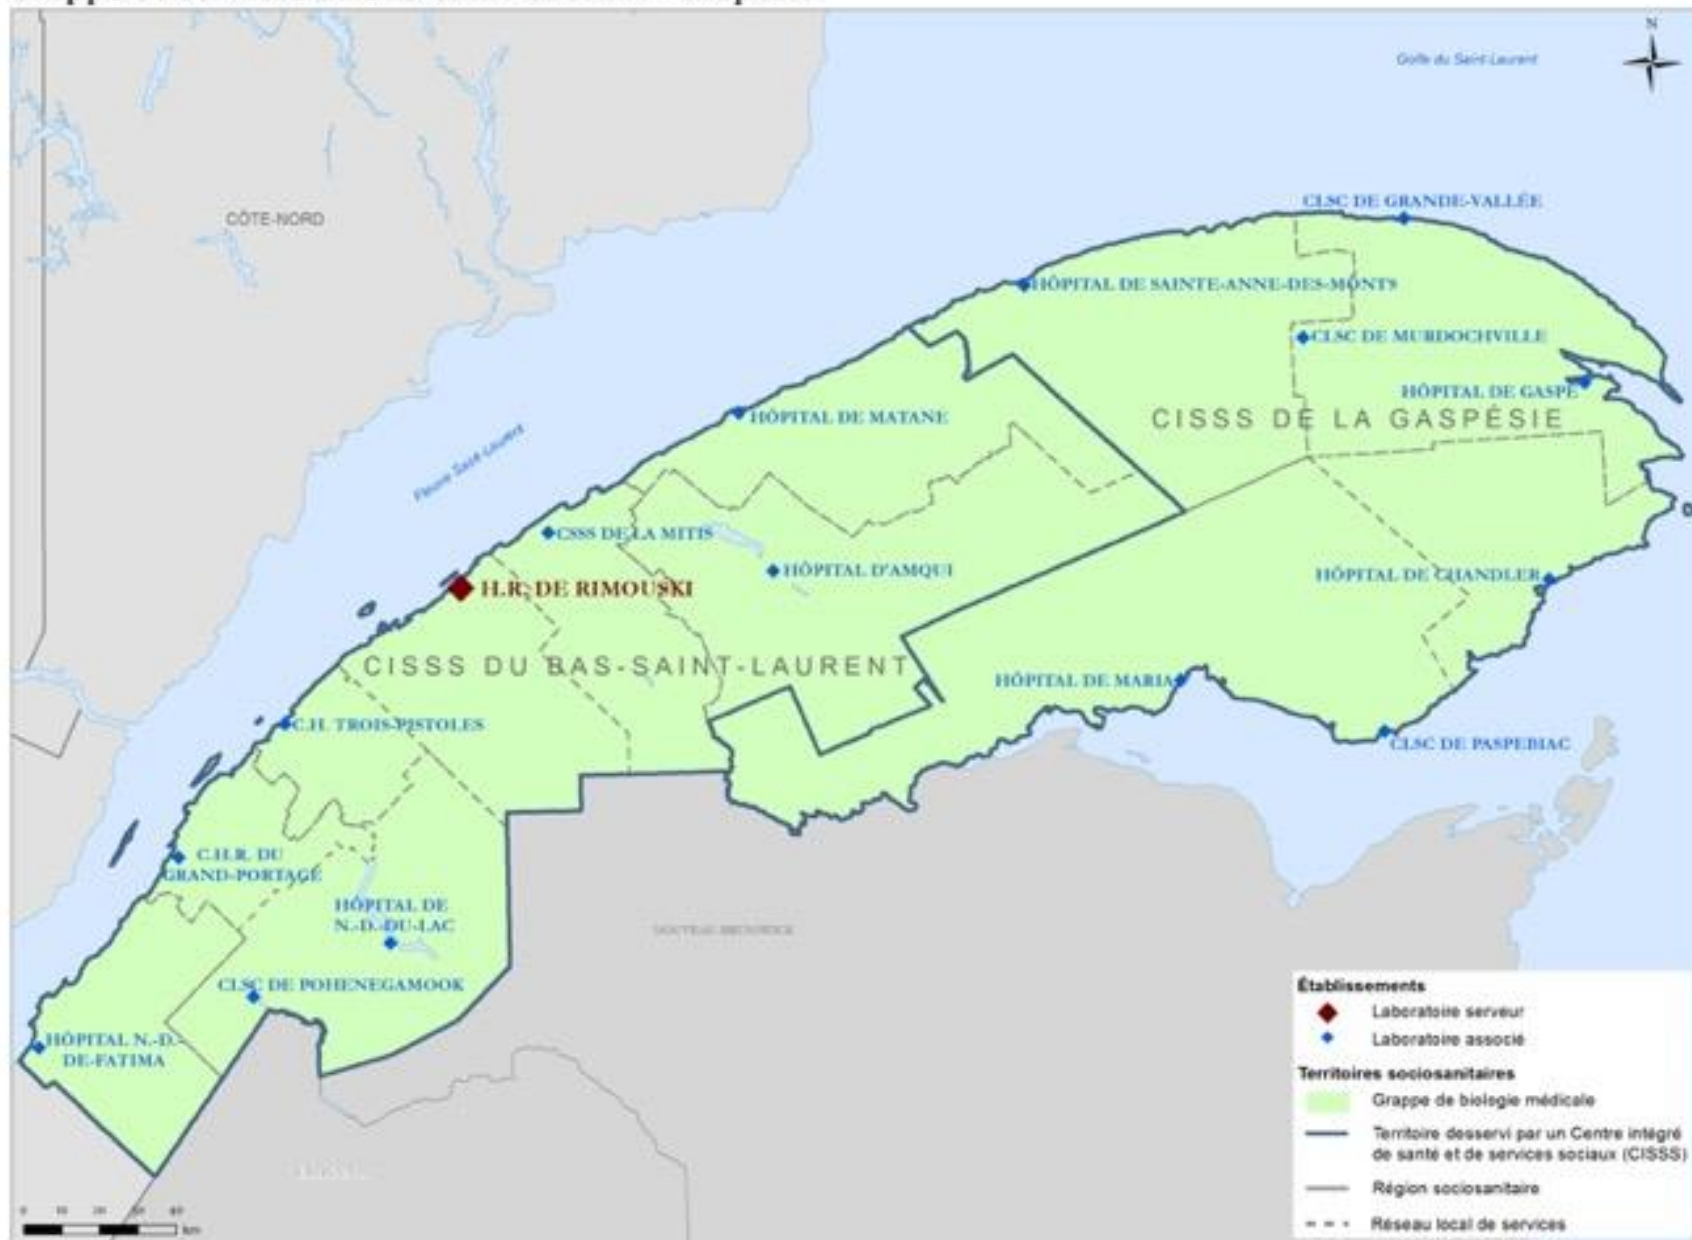 Golfe du Saint-Laurent
N
CÔTE-NORD
CLSC DE GRANDE-VALLÉE
HÔPITAL DE SAINTE-ANNE-DES-MONTS
CLSC DE MURDOCHVILLE
HÔPITAL DE GASPÉ
CISSS DE LA GASPÉSIE
HÔPITAL DE MATANE
Fleuve Saint-Laurent
CSSS DE LA MITIS
HÔPITAL D'AMQUI
HÔPITAL DE CHANDLER
H.R. DE RIMOUSKI
CISSS DU BAS-SAINT-LAURENT
HÔPITAL DE MARIA
C.H. TROIS-PISTOLES
CLSC DE PASPEBIAC
C.H.R. DU
GRAND-PORTAGE
HÔPITAL DE
N.-D.-DU-LAC
NOUVEAU-BRUNSWICK
CLSC DE POHENEGAMOOK
HÔPITAL N.-D.-
DE-FATIMA
Établissements
Laboratoire serveur
Laboratoire associé
Territoires sociosanitaires
Grappe de biologie médicale
Territoire desservi par un Centre intégré
de santé et de services sociaux (CISSS)
Région sociosanitaire
Réseau local de services
0 10 20 30 40
km